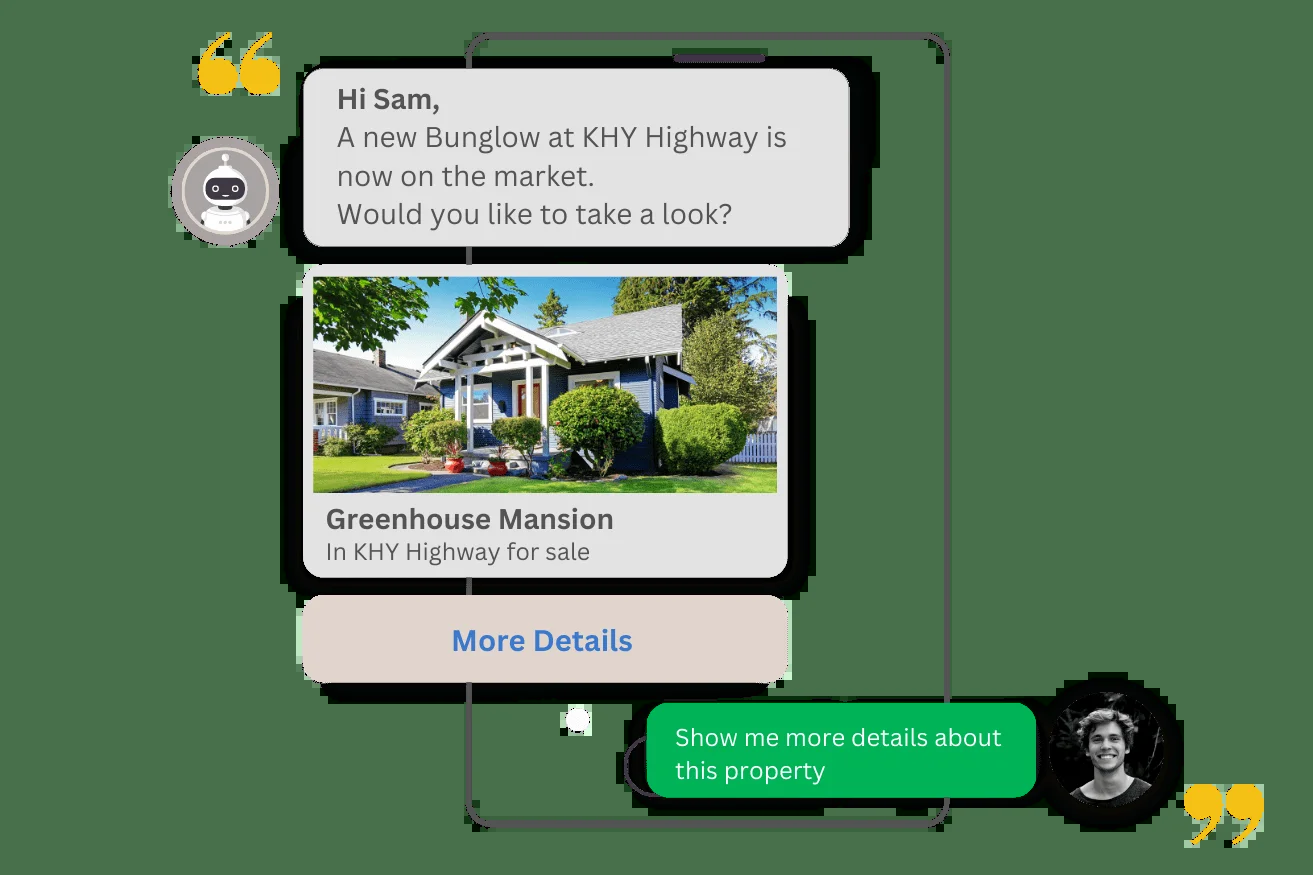 Hi Sam,
A new Bunglow at KHY Highway is
now on the market.
Would you like to take a look?
Greenhouse Mansion
In KHY Highway for sale
More Details
Show me more details about
this property